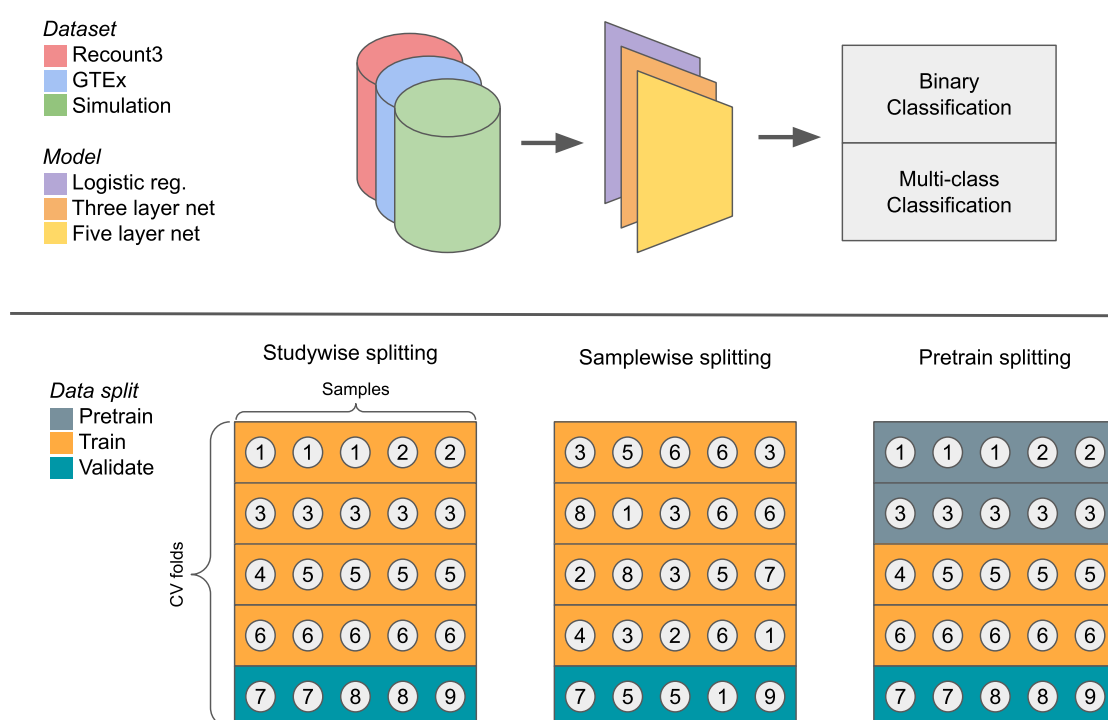 Dataset
Recount3
GTEx
Simulation
Model
Logistic reg.
Three layer net
Five layer net
Binary
Classification
Multi-class
Classification
Studywise splitting
Samplewise splitting
Pretrain splitting
Data split
Pretrain
Train
Validate
Samples
CV folds
1 1 1 2 2
3 3 3 3 3
4 5 5 5 5
6 6 6 6 6
7 7 8 8 9
3 5 6 6 3
8 1 3 6 6
2 8 3 5 7
4 3 2 6 1
7 5 5 1 9
1 1 1 2 2
3 3 3 3 3
4 5 5 5 5
6 6 6 6 6
7 7 8 8 9